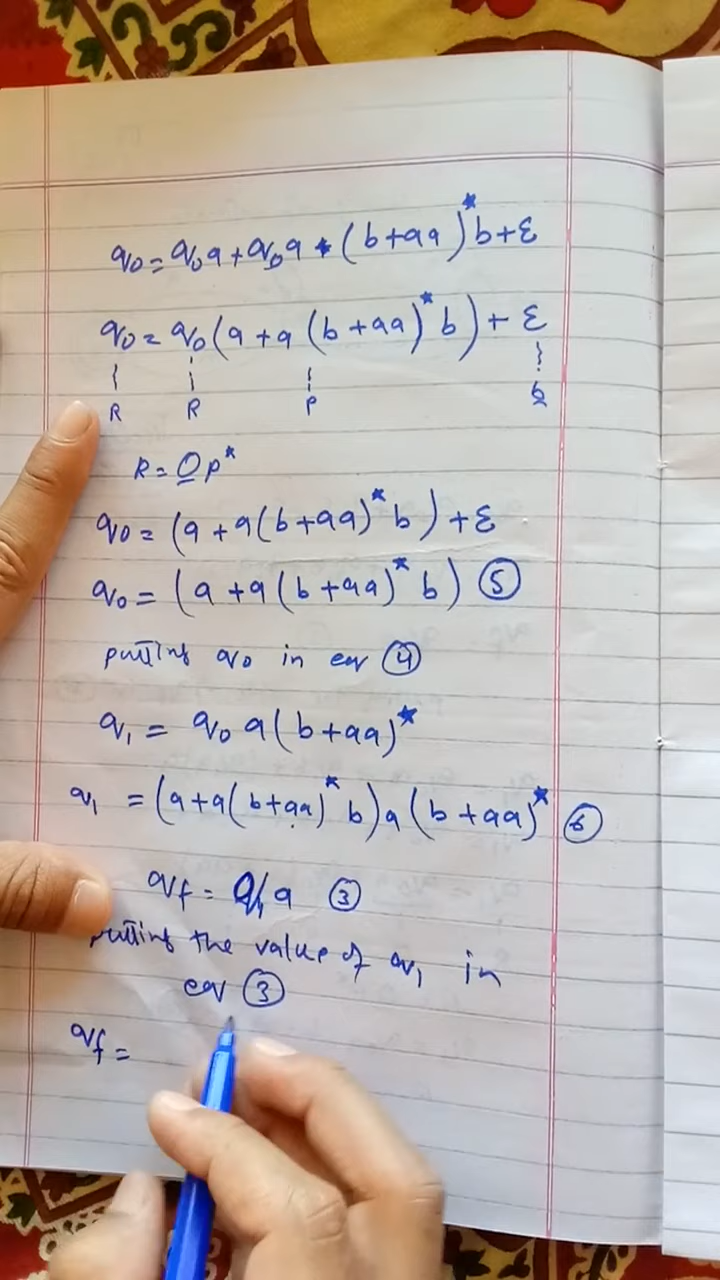 q₀ = q₀a + q₀a • (b+aa)*b+ε
q₀ = q₀(a + a (b+aa)*b) + ε
R R P Q
R = QP*
q₀ = (a + a(b+aa)*b) + ε
q₀ = (a + a(b+aa)*b) ⑤
putting q₀ in eq ④
q₁ = q₀ a(b+aa)*
q₁ = (a+a(b+aa)*b)a(b+aa)* ⑥
qf = q₁a ③
putting the value of q₁ in
eq ③
qf =